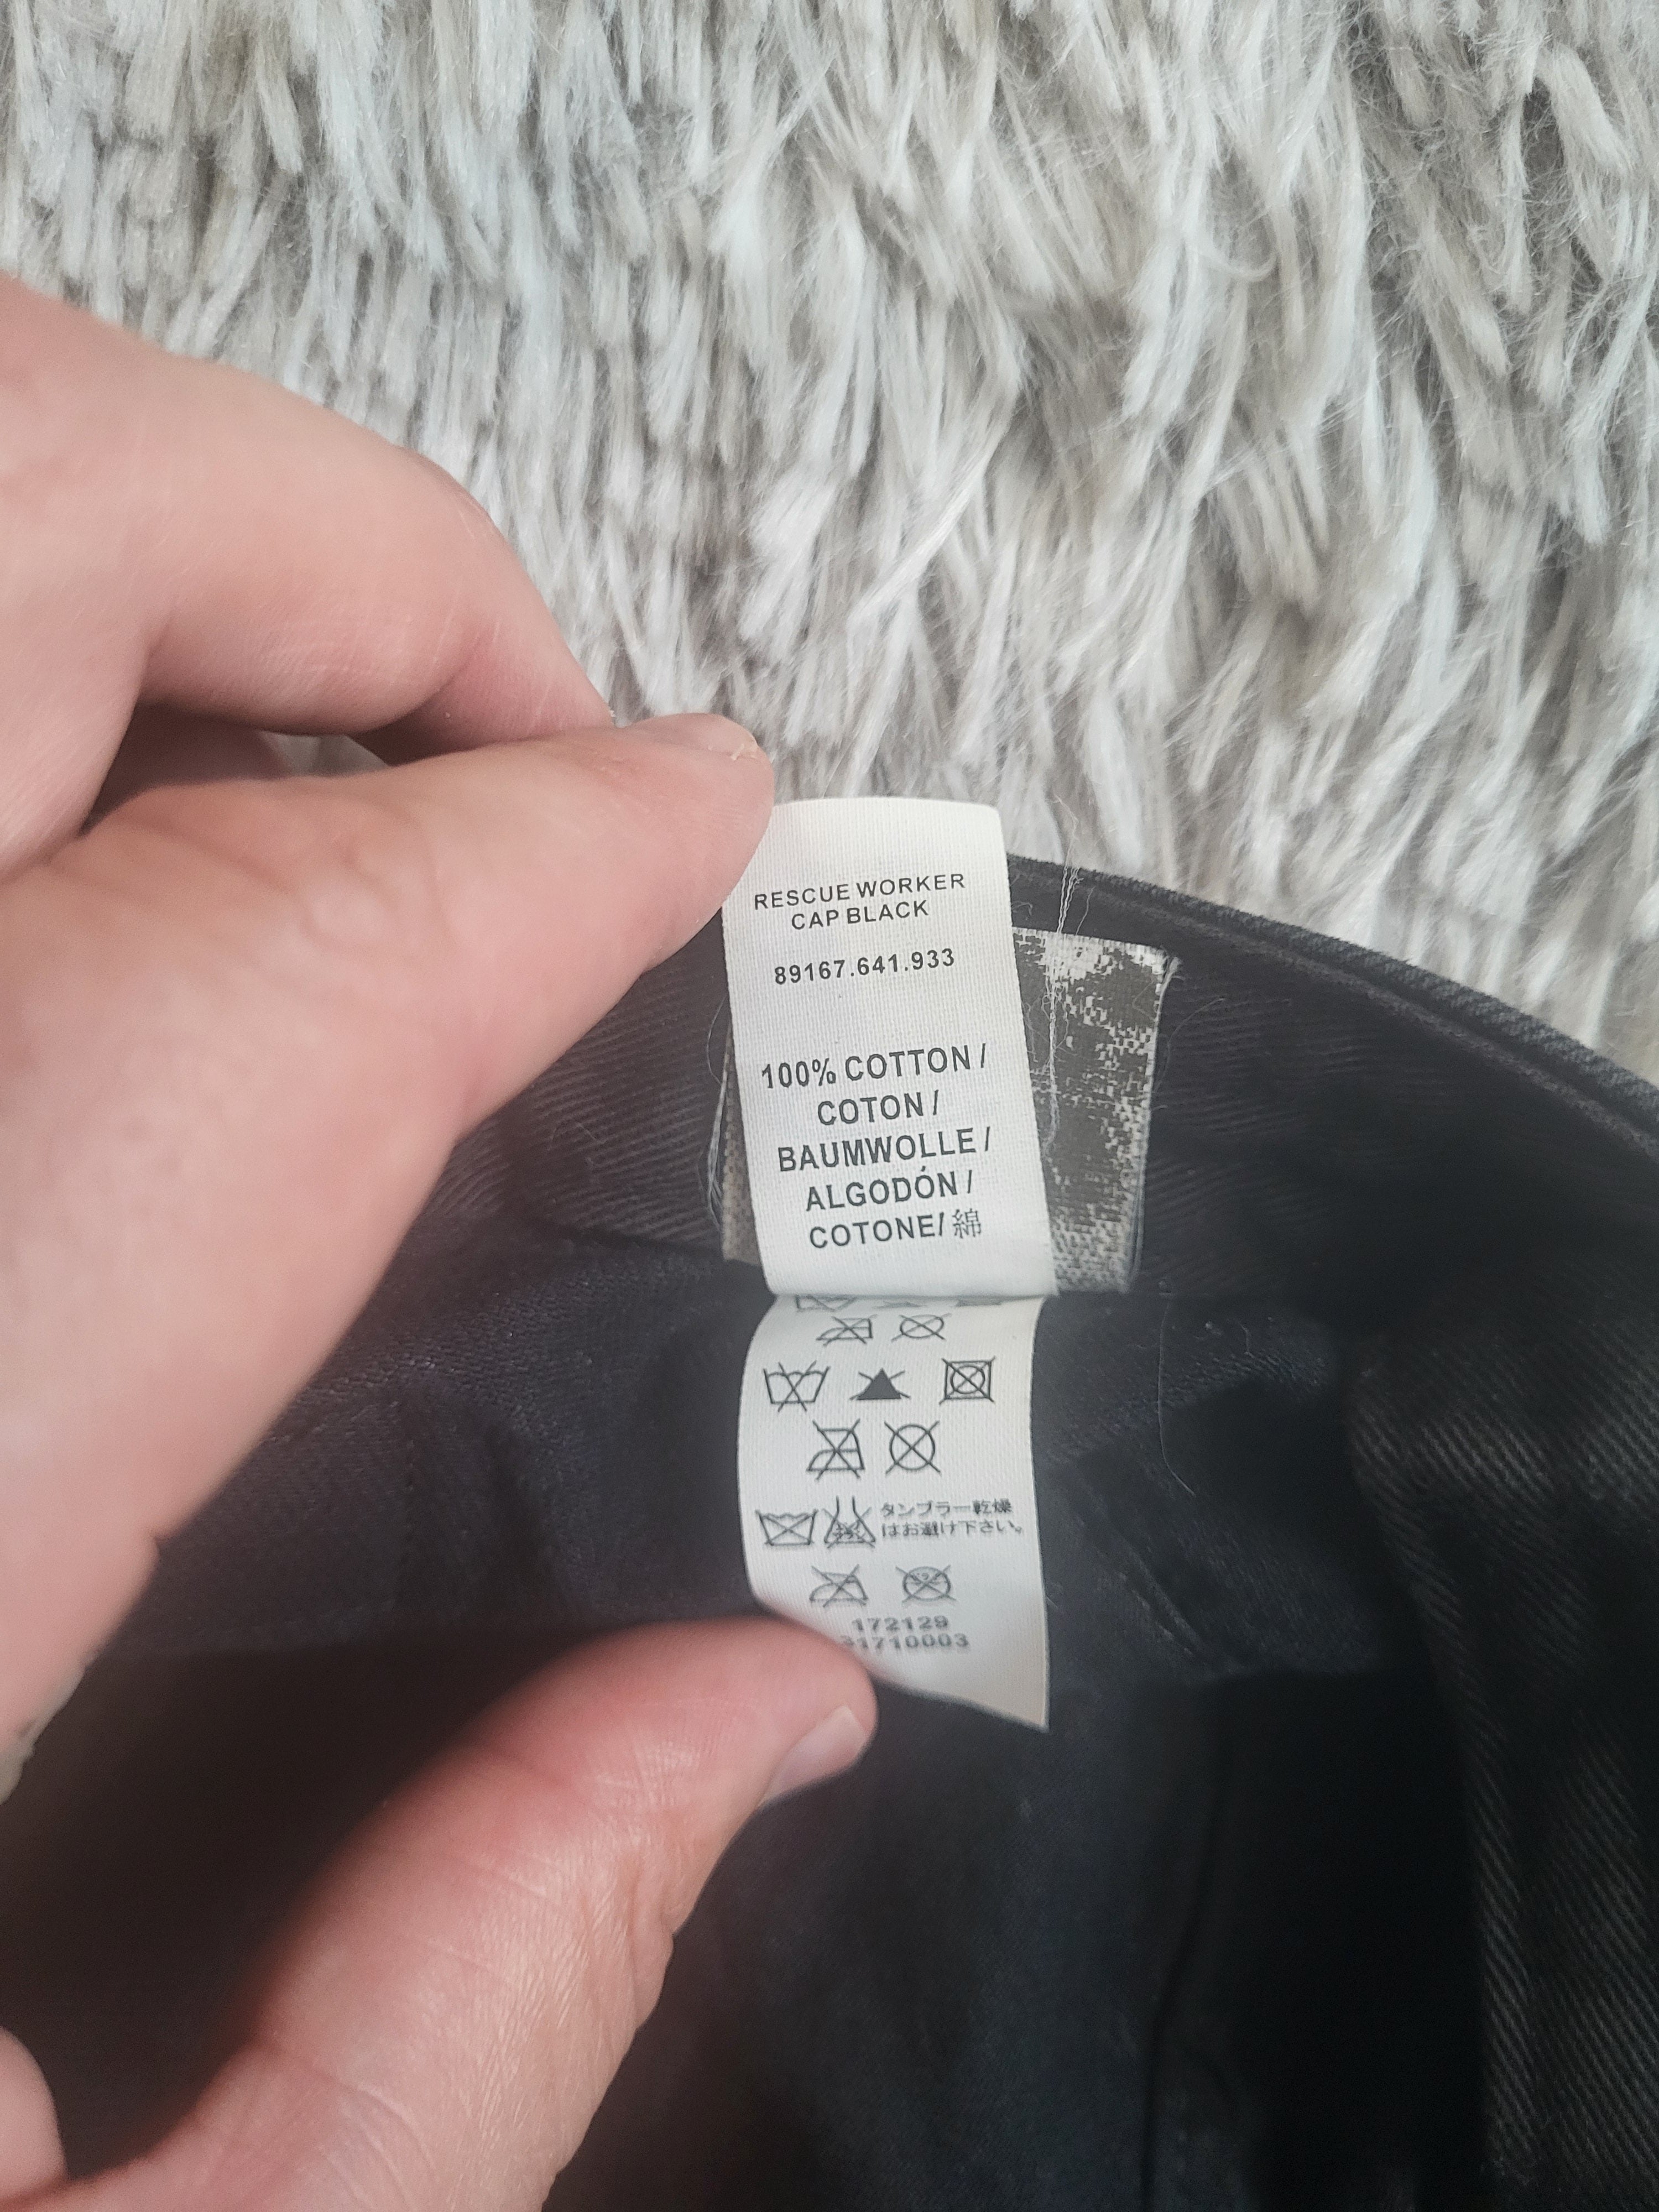 RESCUE WORKER
CAP BLACK
89167.641.933
100% COTTON /
COTON /
BAUMWOLLE /
ALGODÓN /
COTONE/ 綿
タンブラー乾燥
はお避け下さい。
172129
1710003